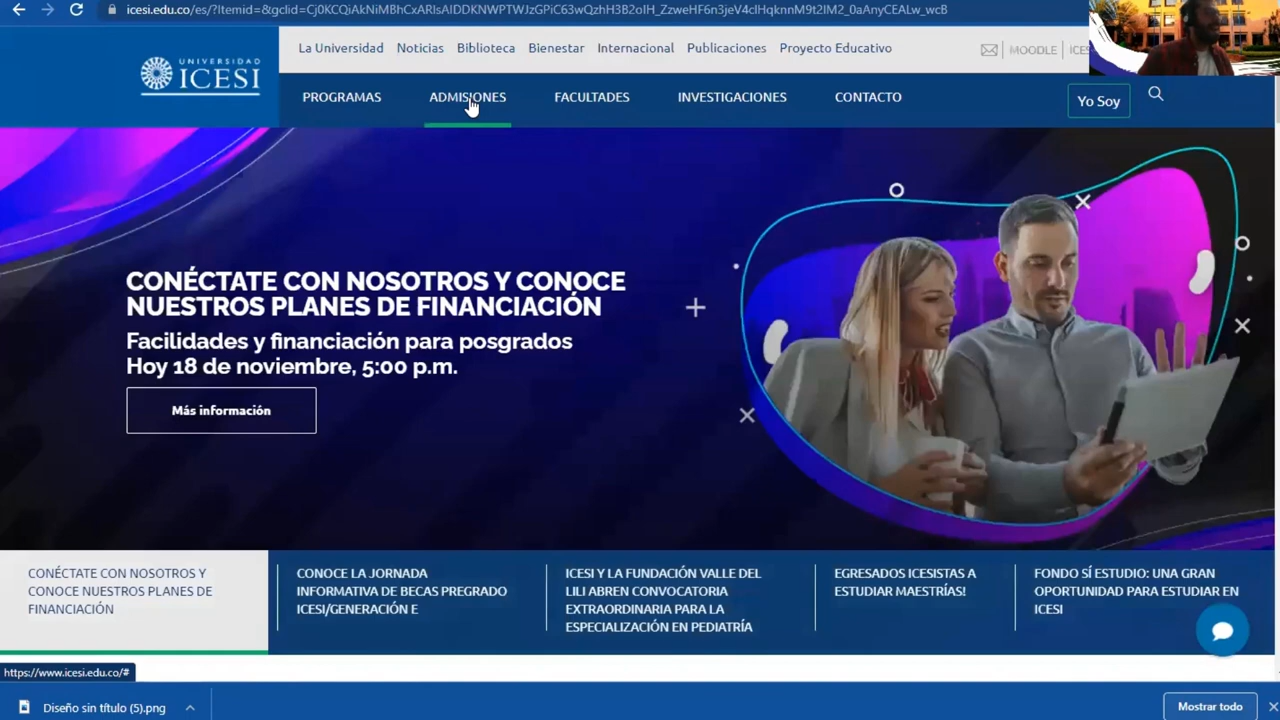 icesi.edu.co/es/?Itemid=&gclid=Cj0KCQiAkNiMBhCxARIsAIDDKNWPTWJzGPiC63wQzhH3B2oIH_ZzweHF6n3jeV4clHqknnM9t2IM2_0aAnyCEALw_wcB
La Universidad Noticias Biblioteca Bienestar Internacional Publicaciones Proyecto Educativo
MOODLE
UNIVERSIDAD
ICESI
PROGRAMAS ADMISIONES FACULTADES INVESTIGACIONES CONTACTO
Yo Soy
CONÉCTATE CON NOSOTROS Y CONOCE
NUESTROS PLANES DE FINANCIACIÓN
Facilidades y financiación para posgrados
Hoy 18 de noviembre, 5:00 p.m.
Más información
CONÉCTATE CON NOSOTROS Y
CONOCE NUESTROS PLANES DE
FINANCIACIÓN
CONOCE LA JORNADA
INFORMATIVA DE BECAS PREGRADO
ICESI/GENERACIÓN E
ICESI Y LA FUNDACIÓN VALLE DEL
LILI ABREN CONVOCATORIA
EXTRAORDINARIA PARA LA
ESPECIALIZACIÓN EN PEDIATRÍA
EGRESADOS ICESISTAS A
ESTUDIAR MAESTRÍAS!
FONDO SÍ ESTUDIO: UNA GRAN
OPORTUNIDAD PARA ESTUDIAR EN
ICESI
https://www.icesi.edu.co/#
Diseño sin título (5).png
Mostrar todo